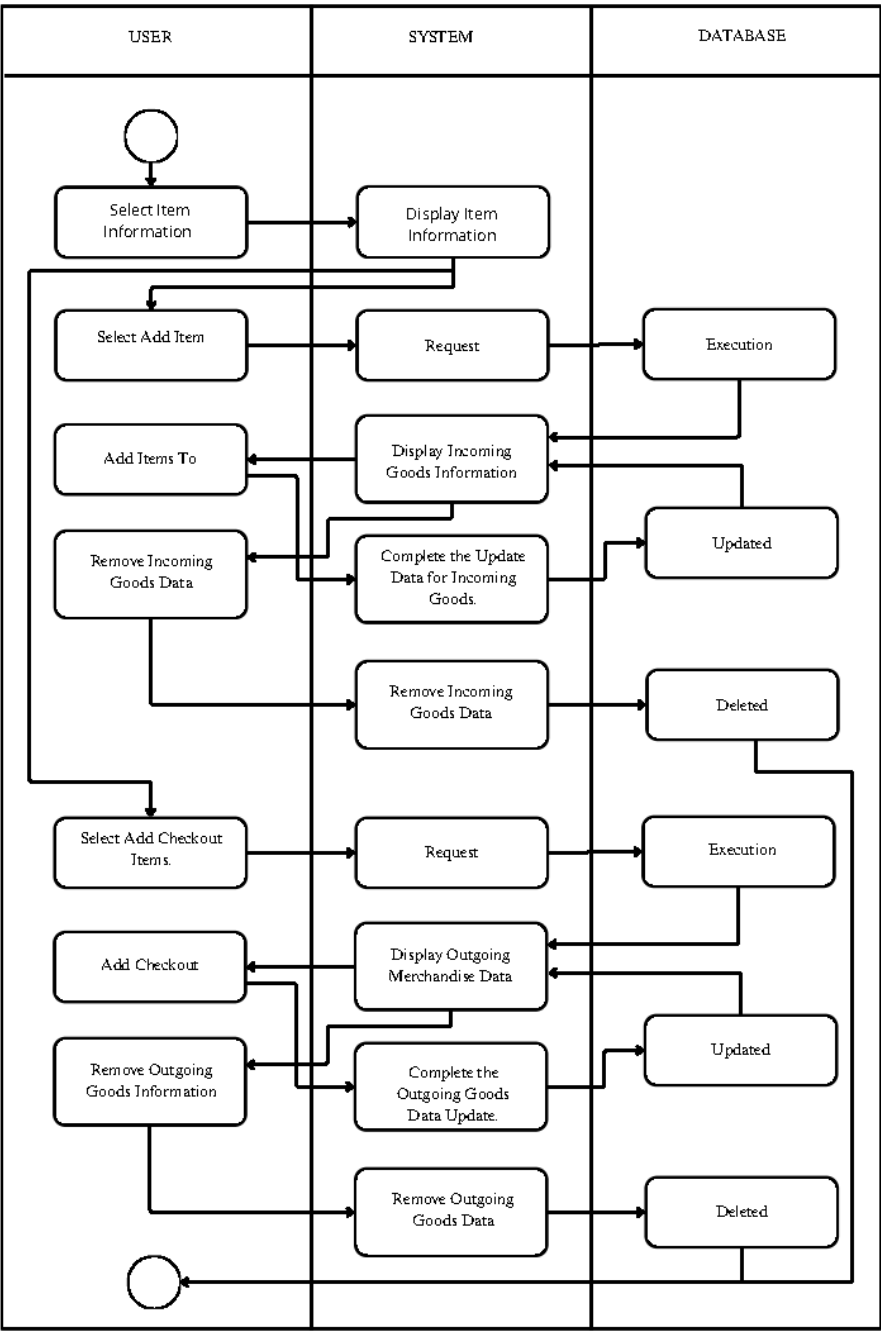 USER
SYSTEM
DATABASE
Select Item
Information
Display Item
Information
Select Add Item
Request
Execution
Add Items To
Display Incoming
Goods Information
Updated
Remove Incoming
Goods Data
Complete the Update
Data for Incoming
Goods.
Remove Incoming
Goods Data
Deleted
Select Add Checkout
Items.
Request
Execution
Add Checkout
Display Outgoing
Merchandise Data
Updated
Remove Outgoing
Goods Information
Complete the
Outgoing Goods
Data Update.
Remove Outgoing
Goods Data
Deleted